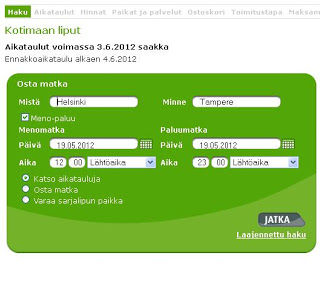 Haku Aikataulut Hinnat Paikat ja palvelut Ostyskori Toimitustapa Maksam
Kotimaan liput
Aikataulut voimassa 3.6.2012 saakka
Ennakkoaikataulu alkaen 4.6.2012
Osta matka
Mistä Helsinki Minne Tampere
Meno-paluu
Menomatka Paluumatka
Päivä 19.05.2012 Päivä 19.05.2012
Aika 12 00 Lähtöaika Aika 23 00 Lähtöaika
Katso aikatauluja
Osta matka
Varaa sarjalipun paikka
JATKA
Laajennettu haku